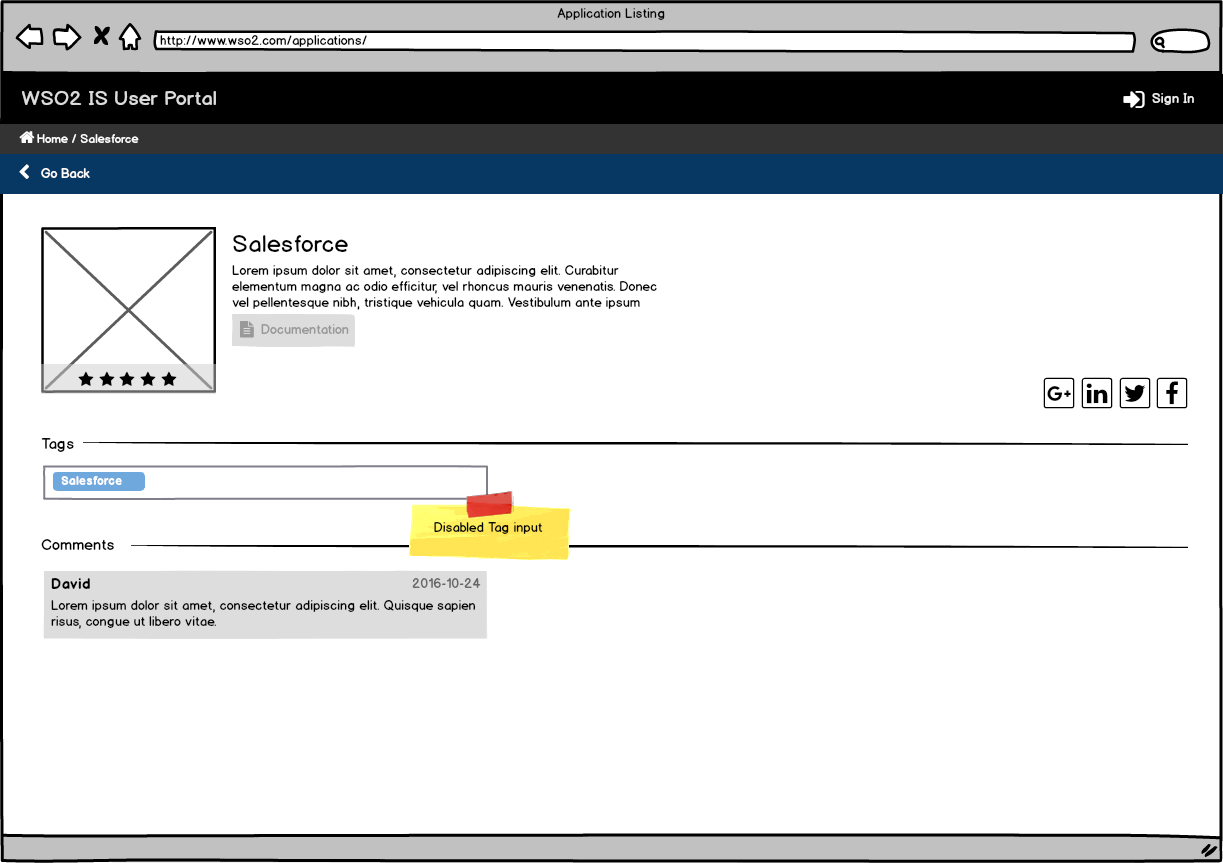 Application Listing
http://www.wso2.com/applications/
WSO2 IS User Portal
Sign In
Home / Salesforce
Go Back
Salesforce
Lorem ipsum dolor sit amet, consectetur adipiscing elit. Curabitur
elementum magna ac odio efficitur, vel rhoncus mauris venenatis. Donec
vel pellentesque nibh, tristique vehicula quam. Vestibulum ante ipsum
Documentation
G+ in f
Tags
Salesforce
Disabled Tag input
Comments
David 2016-10-24
Lorem ipsum dolor sit amet, consectetur adipiscing elit. Quisque sapien
risus, congue ut libero vitae.